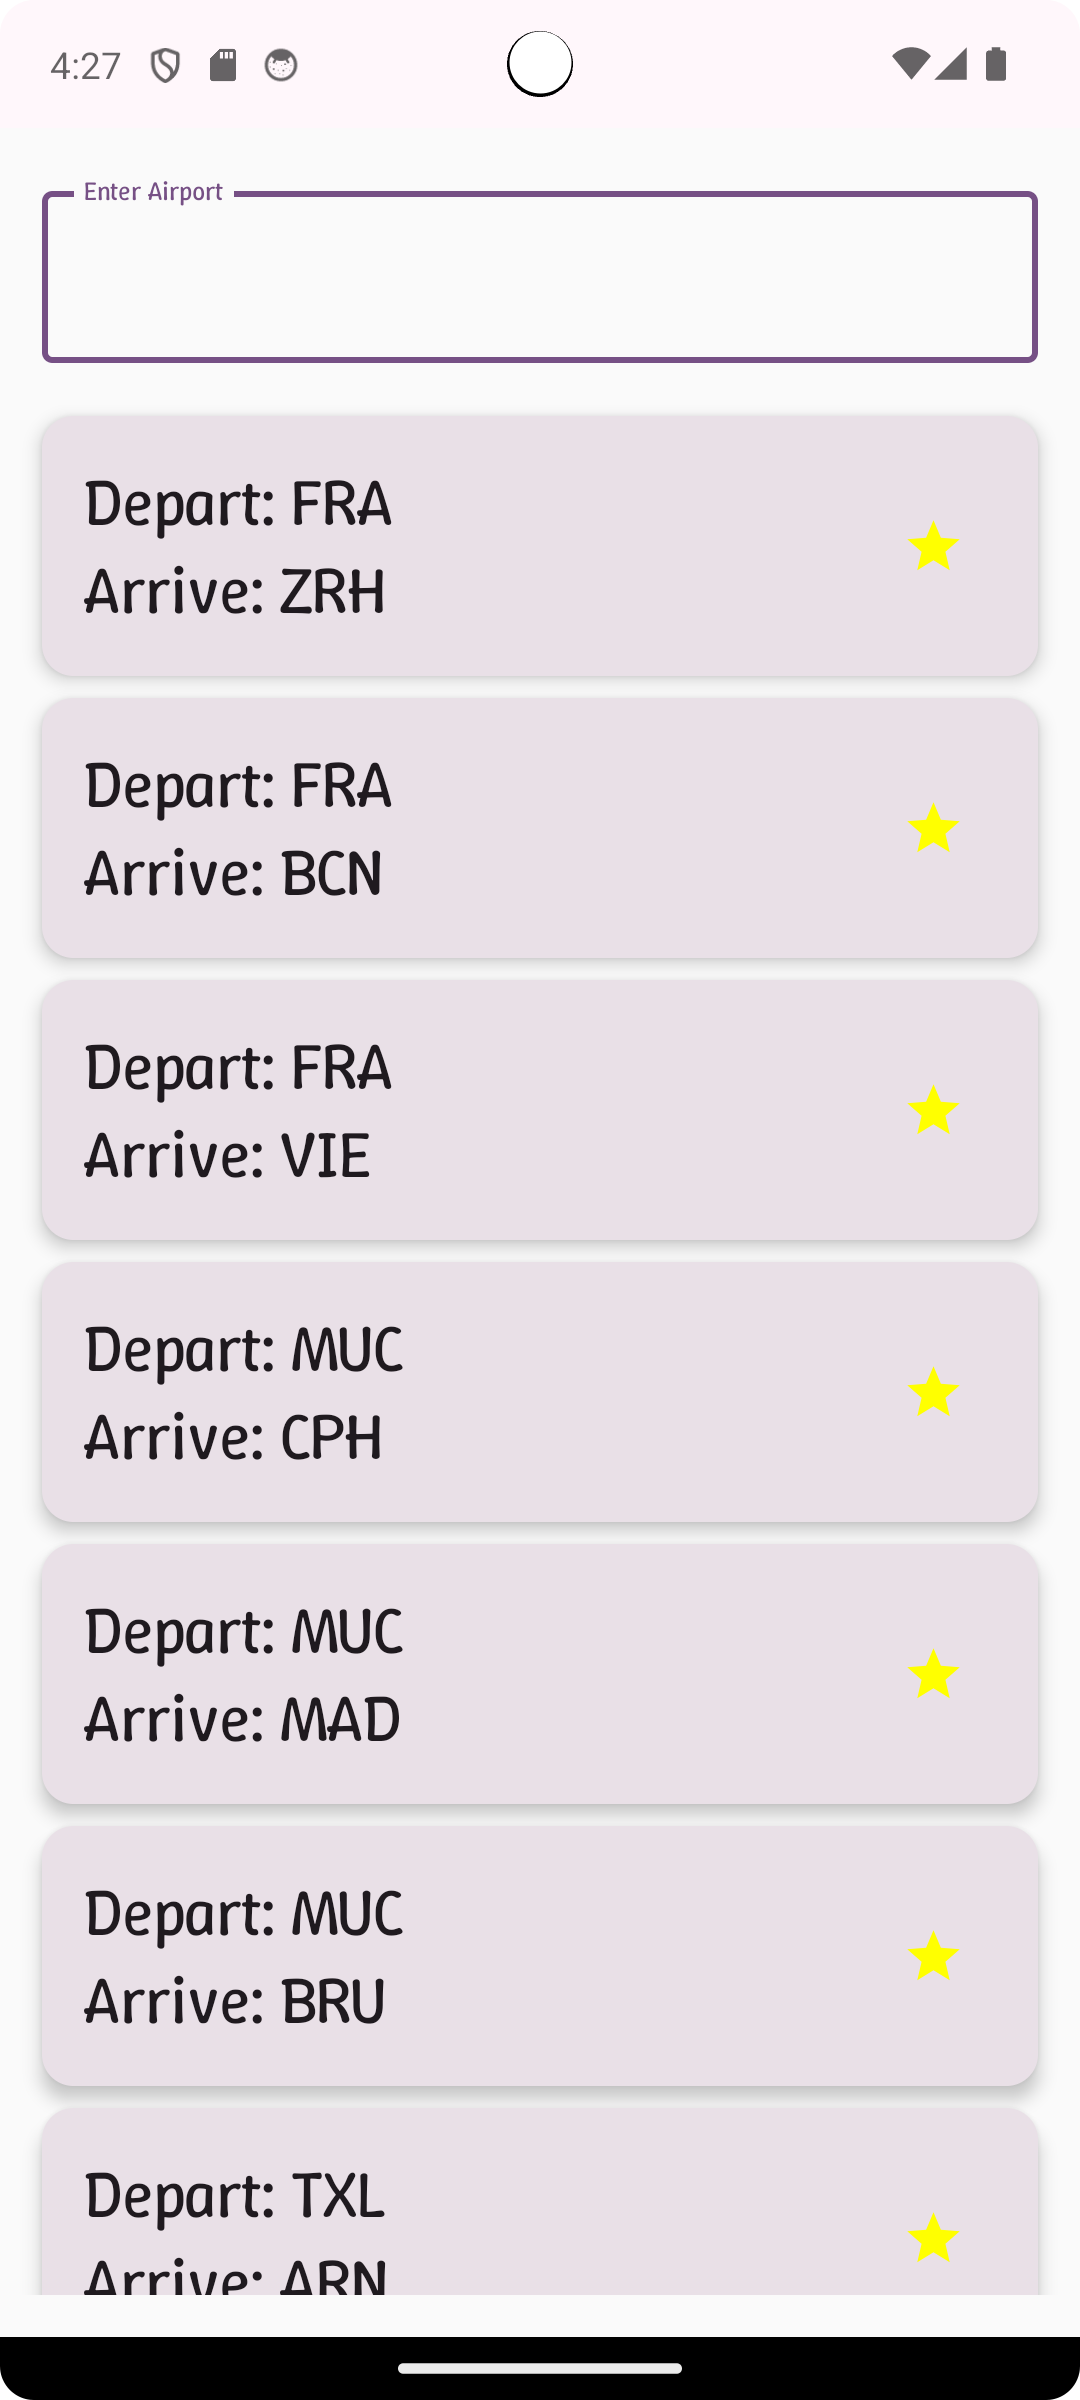 4:27
Enter Airport
Depart: FRA
Arrive: ZRH
Depart: FRA
Arrive: BCN
Depart: FRA
Arrive: VIE
Depart: MUC
Arrive: CPH
Depart: MUC
Arrive: MAD
Depart: MUC
Arrive: BRU
Depart: TXL
Arrive: ARN